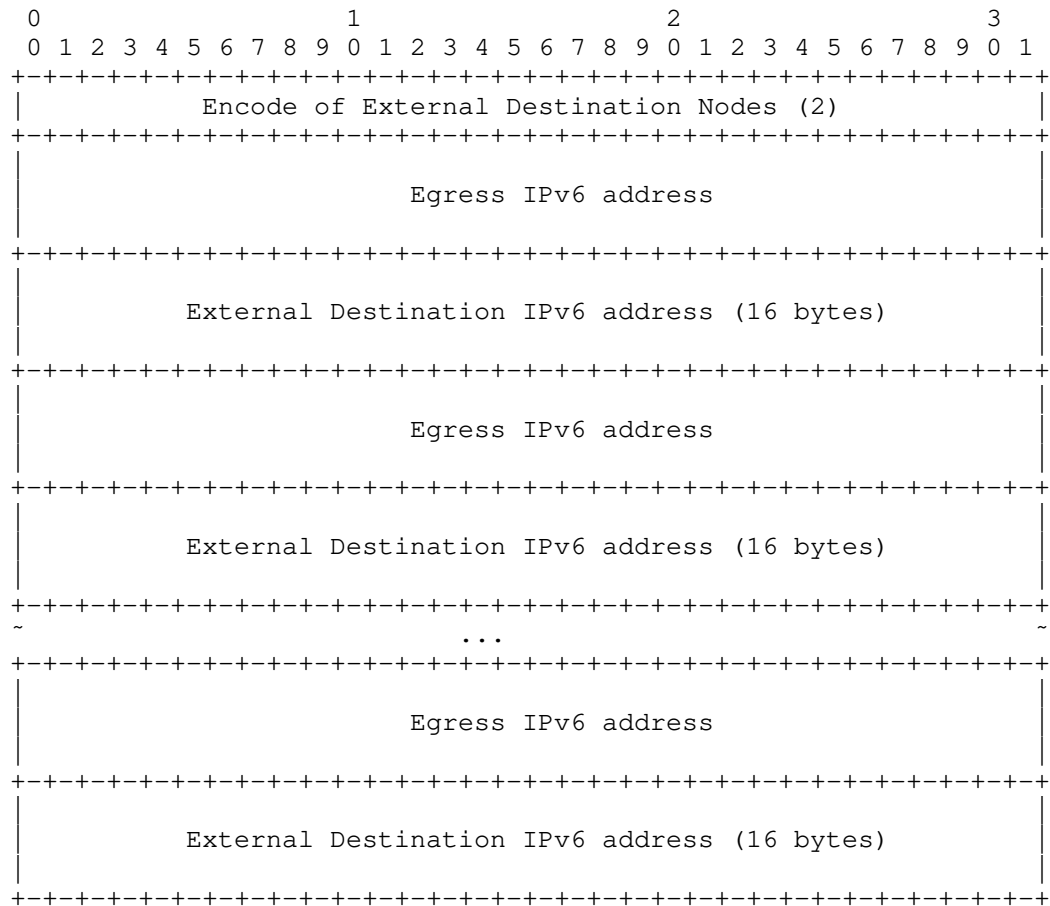 0                   1                   2                   3
 0 1 2 3 4 5 6 7 8 9 0 1 2 3 4 5 6 7 8 9 0 1 2 3 4 5 6 7 8 9 0 1
+-+-+-+-+-+-+-+-+-+-+-+-+-+-+-+-+-+-+-+-+-+-+-+-+-+-+-+-+-+-+-+-+
|           Encode of External Destination Nodes (2)            |
+-+-+-+-+-+-+-+-+-+-+-+-+-+-+-+-+-+-+-+-+-+-+-+-+-+-+-+-+-+-+-+-+
|                                                               |
|                        Egress IPv6 address                    |
|                                                               |
+-+-+-+-+-+-+-+-+-+-+-+-+-+-+-+-+-+-+-+-+-+-+-+-+-+-+-+-+-+-+-+-+
|                                                               |
|          External Destination IPv6 address (16 bytes)         |
|                                                               |
+-+-+-+-+-+-+-+-+-+-+-+-+-+-+-+-+-+-+-+-+-+-+-+-+-+-+-+-+-+-+-+-+
|                                                               |
|                        Egress IPv6 address                    |
|                                                               |
+-+-+-+-+-+-+-+-+-+-+-+-+-+-+-+-+-+-+-+-+-+-+-+-+-+-+-+-+-+-+-+-+
|                                                               |
|          External Destination IPv6 address (16 bytes)         |
|                                                               |
+-+-+-+-+-+-+-+-+-+-+-+-+-+-+-+-+-+-+-+-+-+-+-+-+-+-+-+-+-+-+-+-+
~                           ...                                 ~
+-+-+-+-+-+-+-+-+-+-+-+-+-+-+-+-+-+-+-+-+-+-+-+-+-+-+-+-+-+-+-+-+
|                                                               |
|                        Egress IPv6 address                    |
|                                                               |
+-+-+-+-+-+-+-+-+-+-+-+-+-+-+-+-+-+-+-+-+-+-+-+-+-+-+-+-+-+-+-+-+
|                                                               |
|          External Destination IPv6 address (16 bytes)         |
|                                                               |
+-+-+-+-+-+-+-+-+-+-+-+-+-+-+-+-+-+-+-+-+-+-+-+-+-+-+-+-+-+-+-+-+